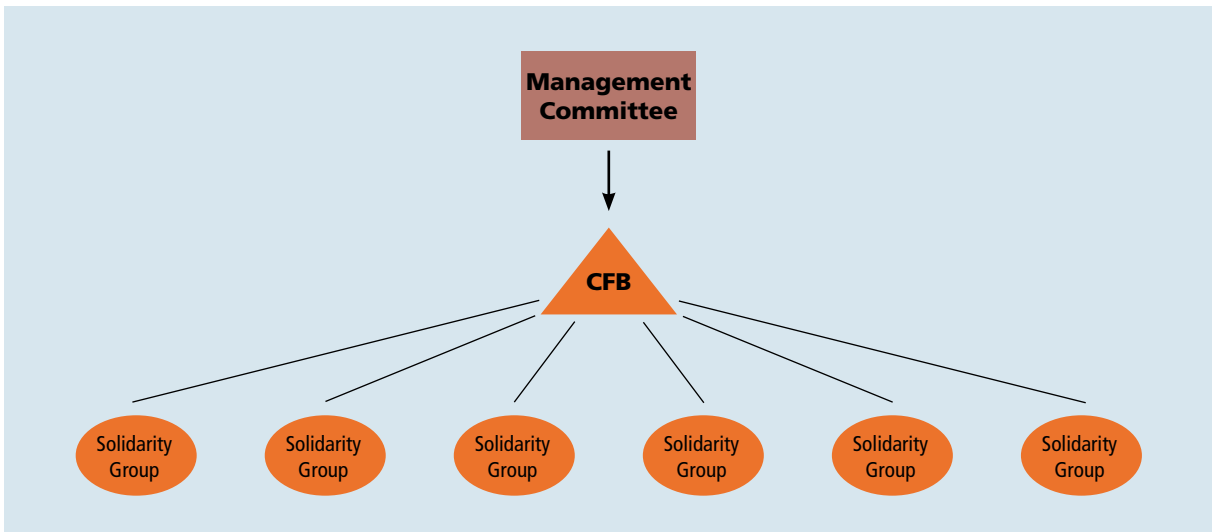 Management
Committee
CFB
Solidarity
Group
Solidarity
Group
Solidarity
Group
Solidarity
Group
Solidarity
Group
Solidarity
Group